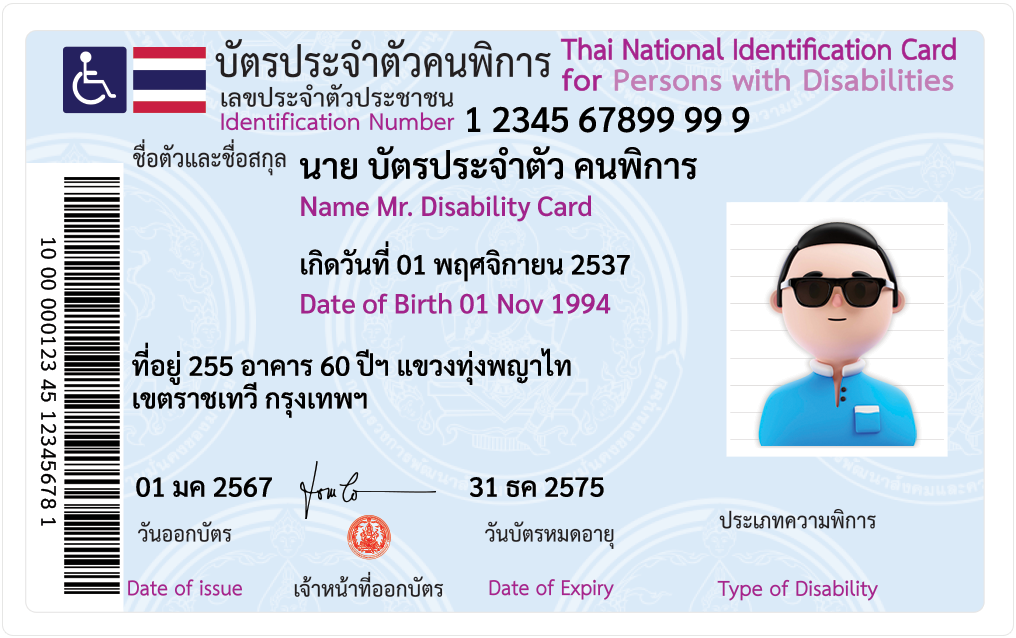 บัตรประจำตัวคนพิการ
Thai National Identification Card
for Persons with Disabilities
เลขประจำตัวประชาชน
Identification Number 1 2345 67899 99 9
ชื่อตัวและชื่อสกุล นาย บัตรประจำตัว คนพิการ
Name Mr. Disability Card
เกิดวันที่ 01 พฤศจิกายน 2537
Date of Birth 01 Nov 1994
ที่อยู่ 255 อาคาร 60 ปีฯ แขวงทุ่งพญาไท
เขตราชเทวี กรุงเทพฯ
10 00 000123 45 12345678 1
01 มค 2567
31 ธค 2575
วันออกบัตร
วันบัตรหมดอายุ
ประเภทความพิการ
Date of issue
เจ้าหน้าที่ออกบัตร
Date of Expiry
Type of Disability